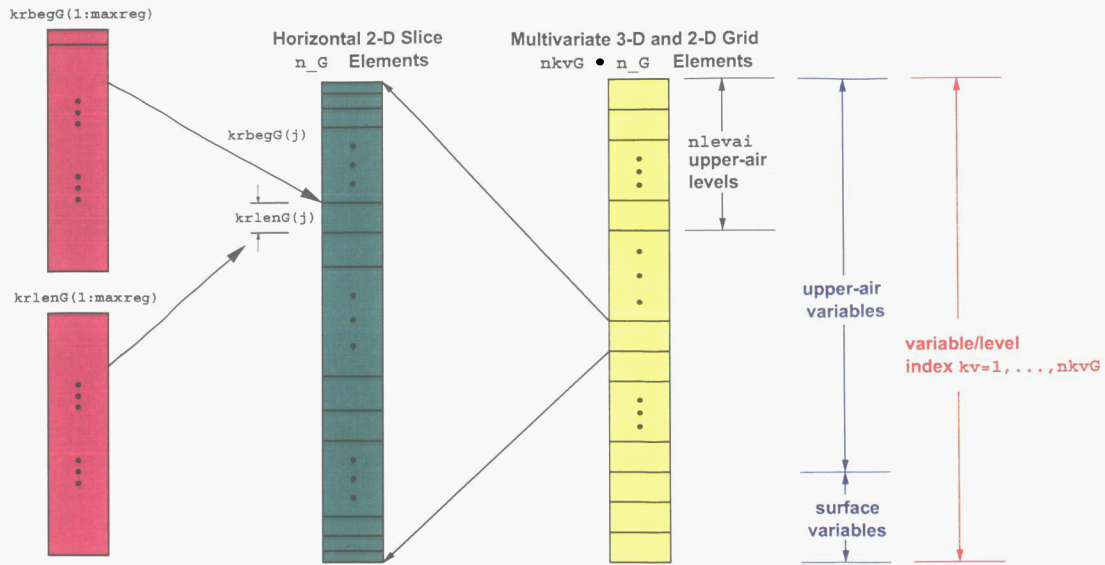 krbegG(1:maxreg)
Horizontal 2-D Slice
n_G Elements
Multivariate 3-D and 2-D Grid
nkvG • n_G Elements
krbegG(j)
krlenG(j)
krlenG(1:maxreg)
nlevai
upper-air
levels
upper-air
variables
variable/level
index kv=1,...,nkvG
surface
variables